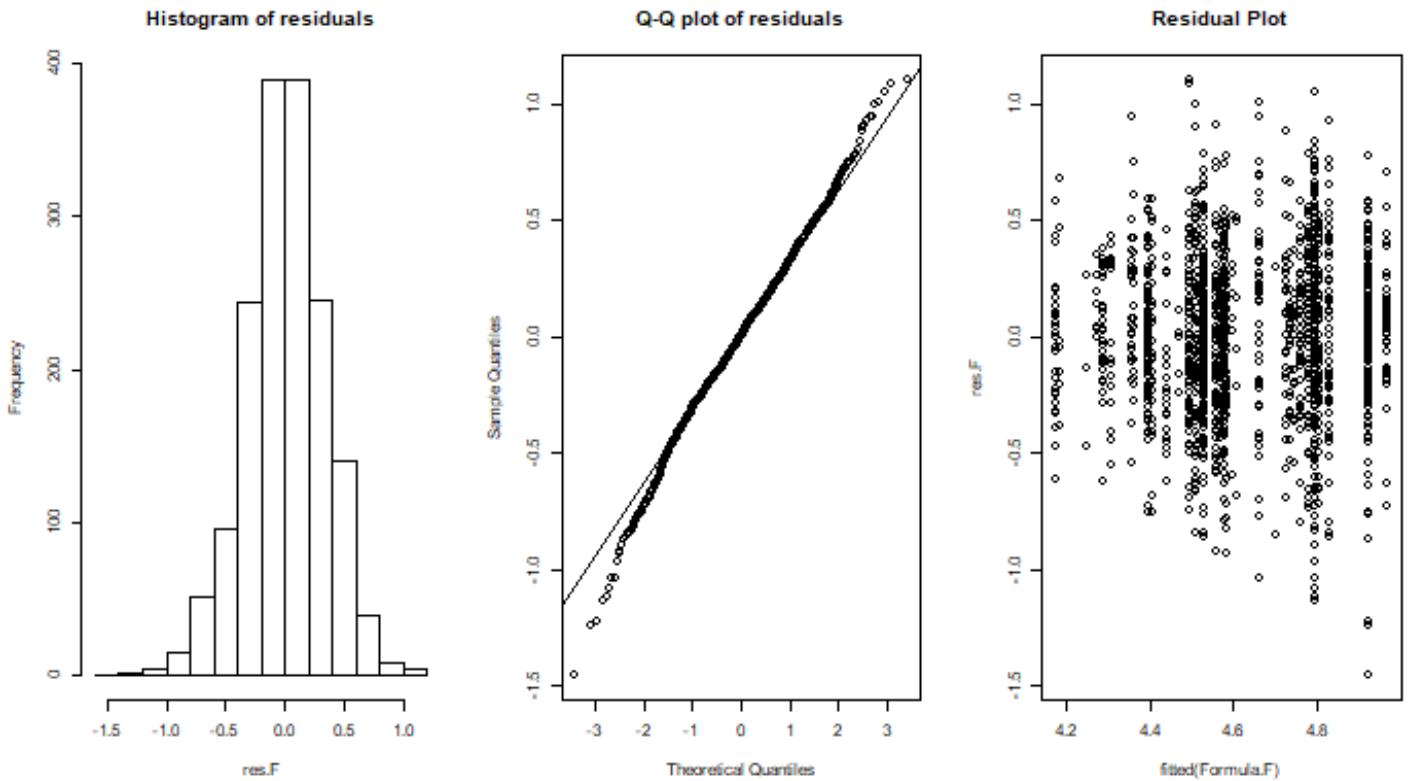 Histogram of residuals
Frequency
0
100
200
300
400
-1.5 -1.0 -0.5 0.0 0.5 1.0
res.F
Q-Q plot of residuals
Sample Quantiles
-1.5
-1.0
-0.5
0.0
0.5
1.0
-3 -2 -1 0 1 2 3
Theoretical Quantiles
Residual Plot
res.F
-1.5
-1.0
-0.5
0.0
0.5
1.0
4.2 4.4 4.6 4.8
fitted(Formula.F)